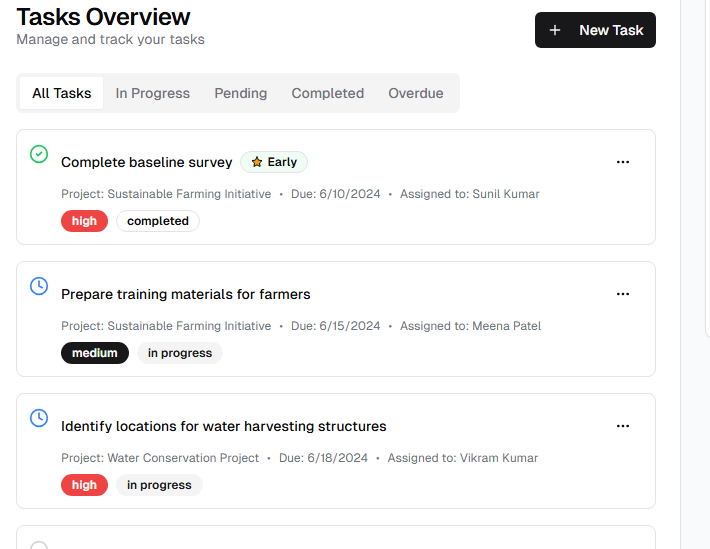 Tasks Overview
Manage and track your tasks
+ New Task
All Tasks In Progress Pending Completed Overdue
Complete baseline survey Early
Project: Sustainable Farming Initiative • Due: 6/10/2024 • Assigned to: Sunil Kumar
high completed
Prepare training materials for farmers
Project: Sustainable Farming Initiative • Due: 6/15/2024 • Assigned to: Meena Patel
medium in progress
Identify locations for water harvesting structures
Project: Water Conservation Project • Due: 6/18/2024 • Assigned to: Vikram Kumar
high in progress